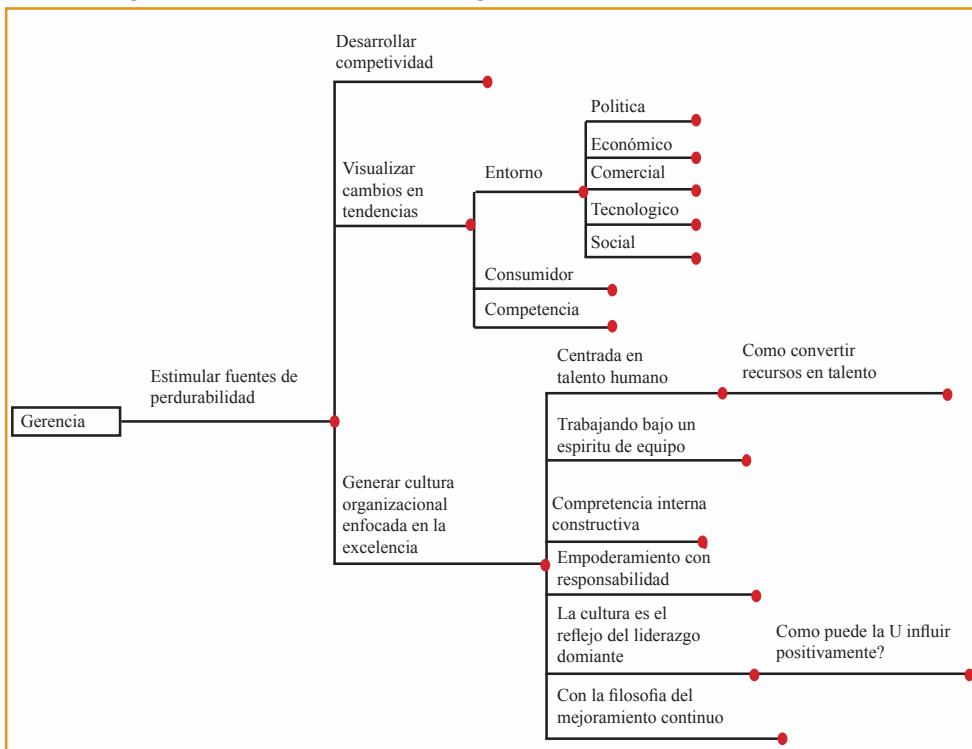 Desarrollar
competividad
Politica
Económico
Visualizar
cambios en
tendencias
Entorno
Comercial
Tecnologico
Social
Consumidor
Competencia
Centrada en
talento humano
Como convertir
recursos en talento
Estimular fuentes de
perdurabilidad
Gerencia
Trabajando bajo un
espiritu de equipo
Generar cultura
organizacional
enfocada en la
excelencia
Compretencia interna
constructiva
Empoderamiento con
responsabilidad
La cultura es el
reflejo del liderazgo
domiante
Como puede la U influir
positivamente?
Con la filosofia del
mejoramiento continuo